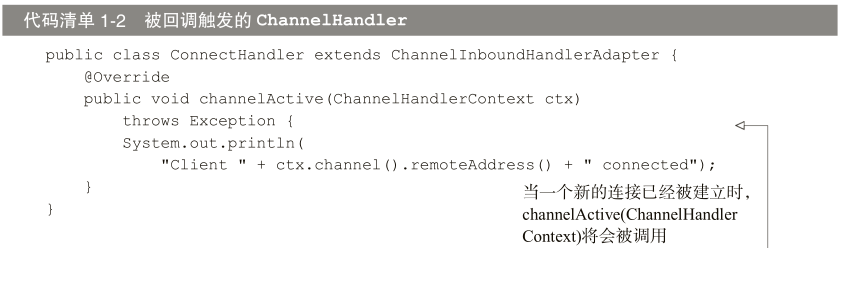 代码清单 1-2 被回调触发的 ChannelHandler
public class ConnectHandler extends ChannelInboundHandlerAdapter {
    @Override
    public void channelActive(ChannelHandlerContext ctx)
        throws Exception {
        System.out.println(
            "Client " + ctx.channel().remoteAddress() + " connected");
    }
}
当一个新的连接已经被建立时，
channelActive(ChannelHandler
Context)将会被调用